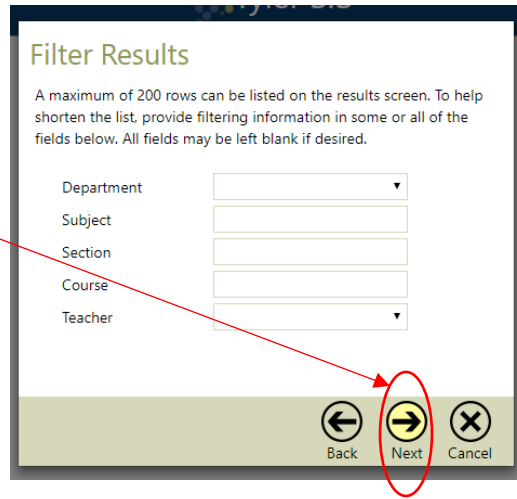 Tyler SIS
Filter Results
A maximum of 200 rows can be listed on the results screen. To help
shorten the list, provide filtering information in some or all of the
fields below. All fields may be left blank if desired.
Department
Subject
Section
Course
Teacher
Back Next Cancel